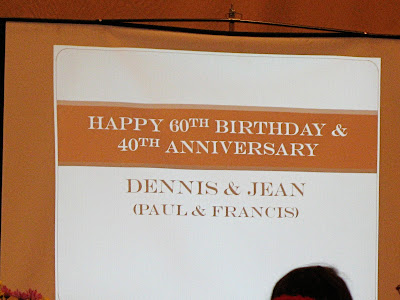 HAPPY 60TH BIRTHDAY &
40TH ANNIVERSARY
DENNIS & JEAN
(PAUL & FRANCIS)